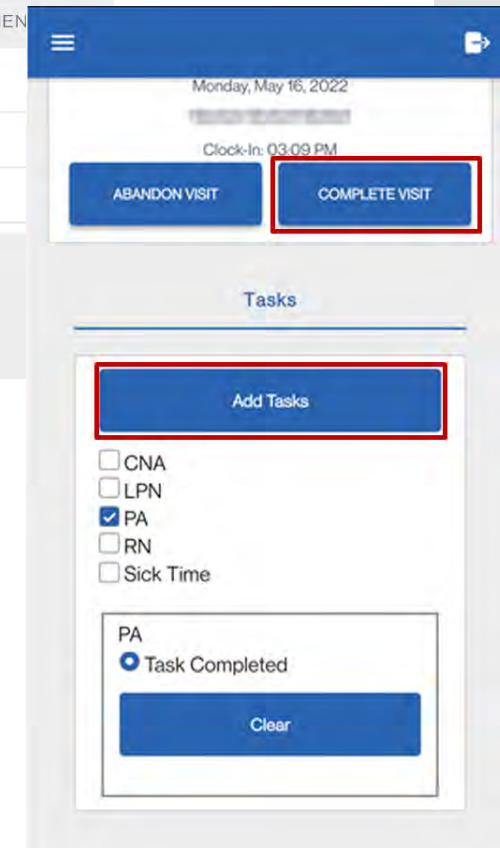 Monday, May 16, 2022
Clock-In: 03:09 PM
ABANDON VISIT
COMPLETE VISIT
Tasks
Add Tasks
CNA
LPN
PA
RN
Sick Time
PA
Task Completed
Clear